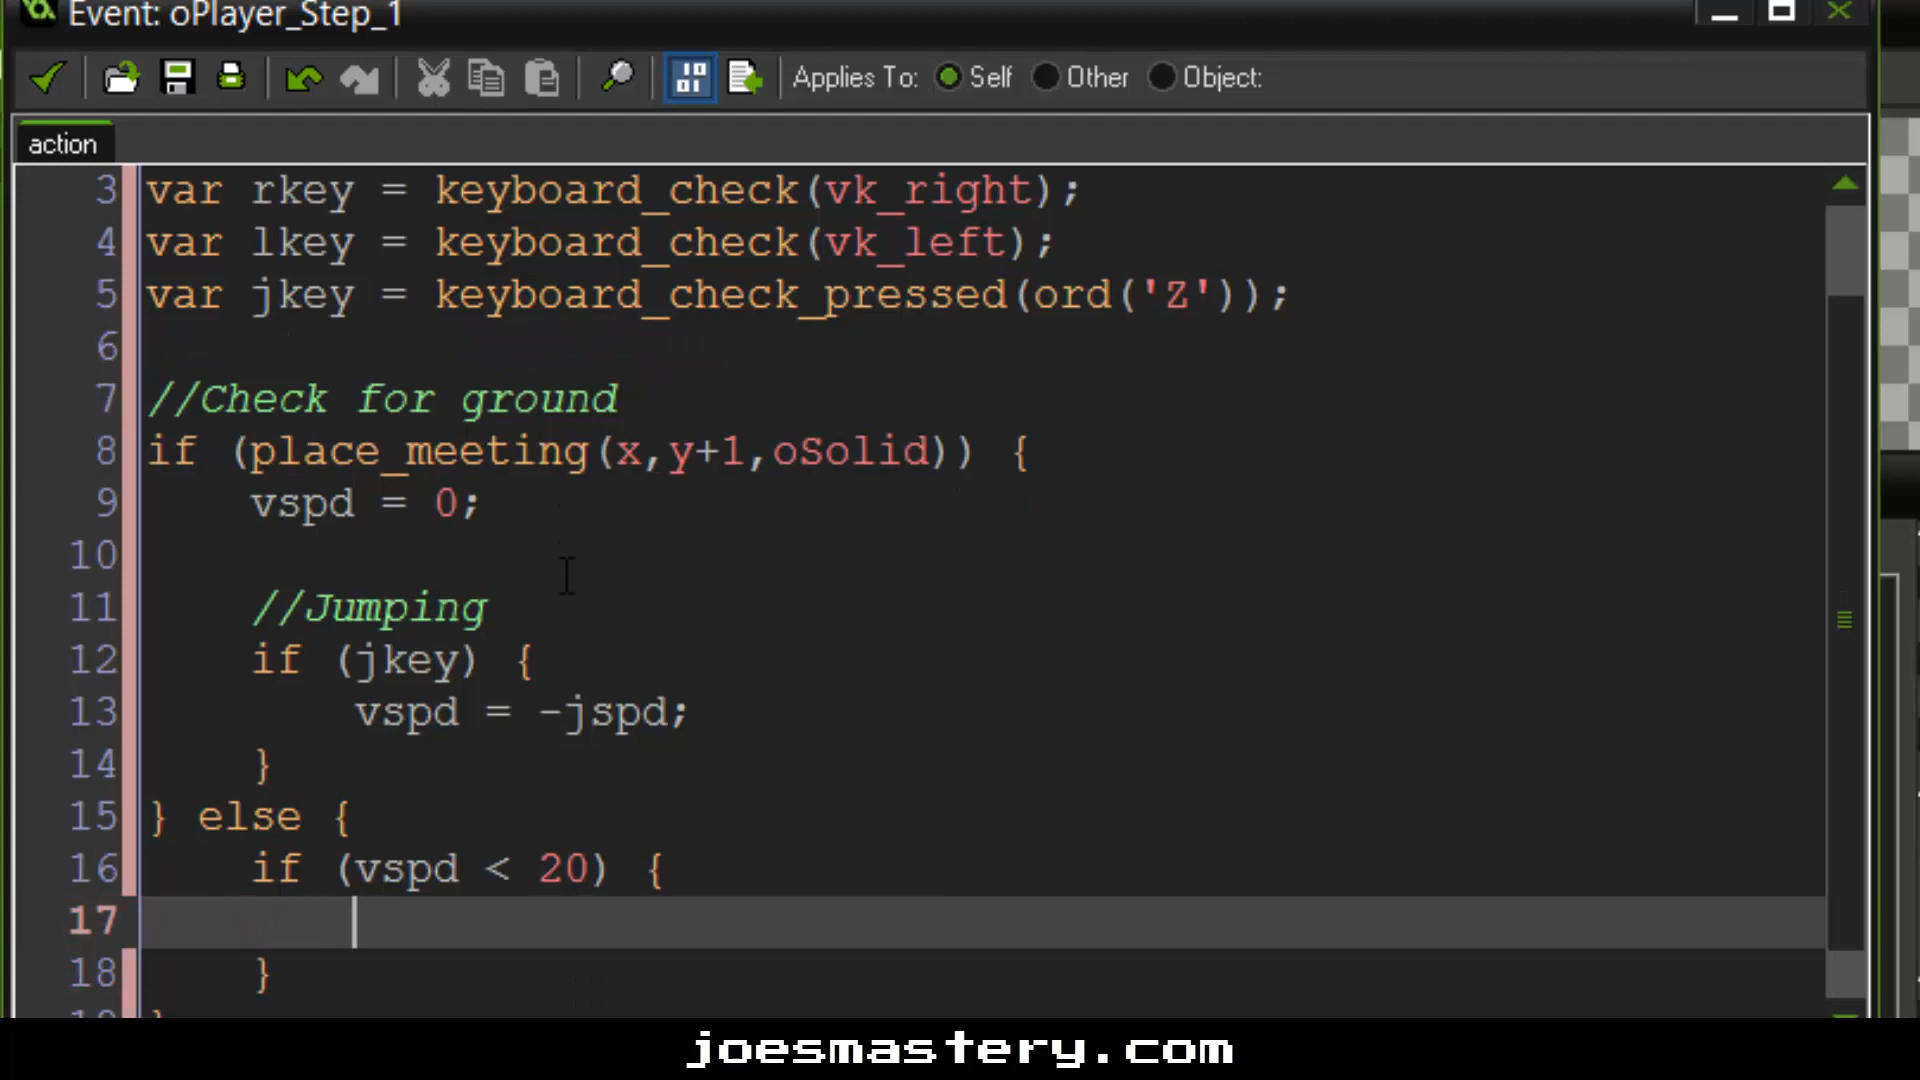 Event: oPlayer_Step_1
Applies To: Self Other Object:
action
3 var rkey = keyboard_check(vk_right);
4 var lkey = keyboard_check(vk_left);
5 var jkey = keyboard_check_pressed(ord('Z'));
6
7 //Check for ground
8 if (place_meeting(x,y+1,oSolid)) {
9 vspd = 0;
10
11 //Jumping
12 if (jkey) {
13 vspd = -jspd;
14 }
15 } else {
16 if (vspd < 20) {
17
18 }
joesmastery.com